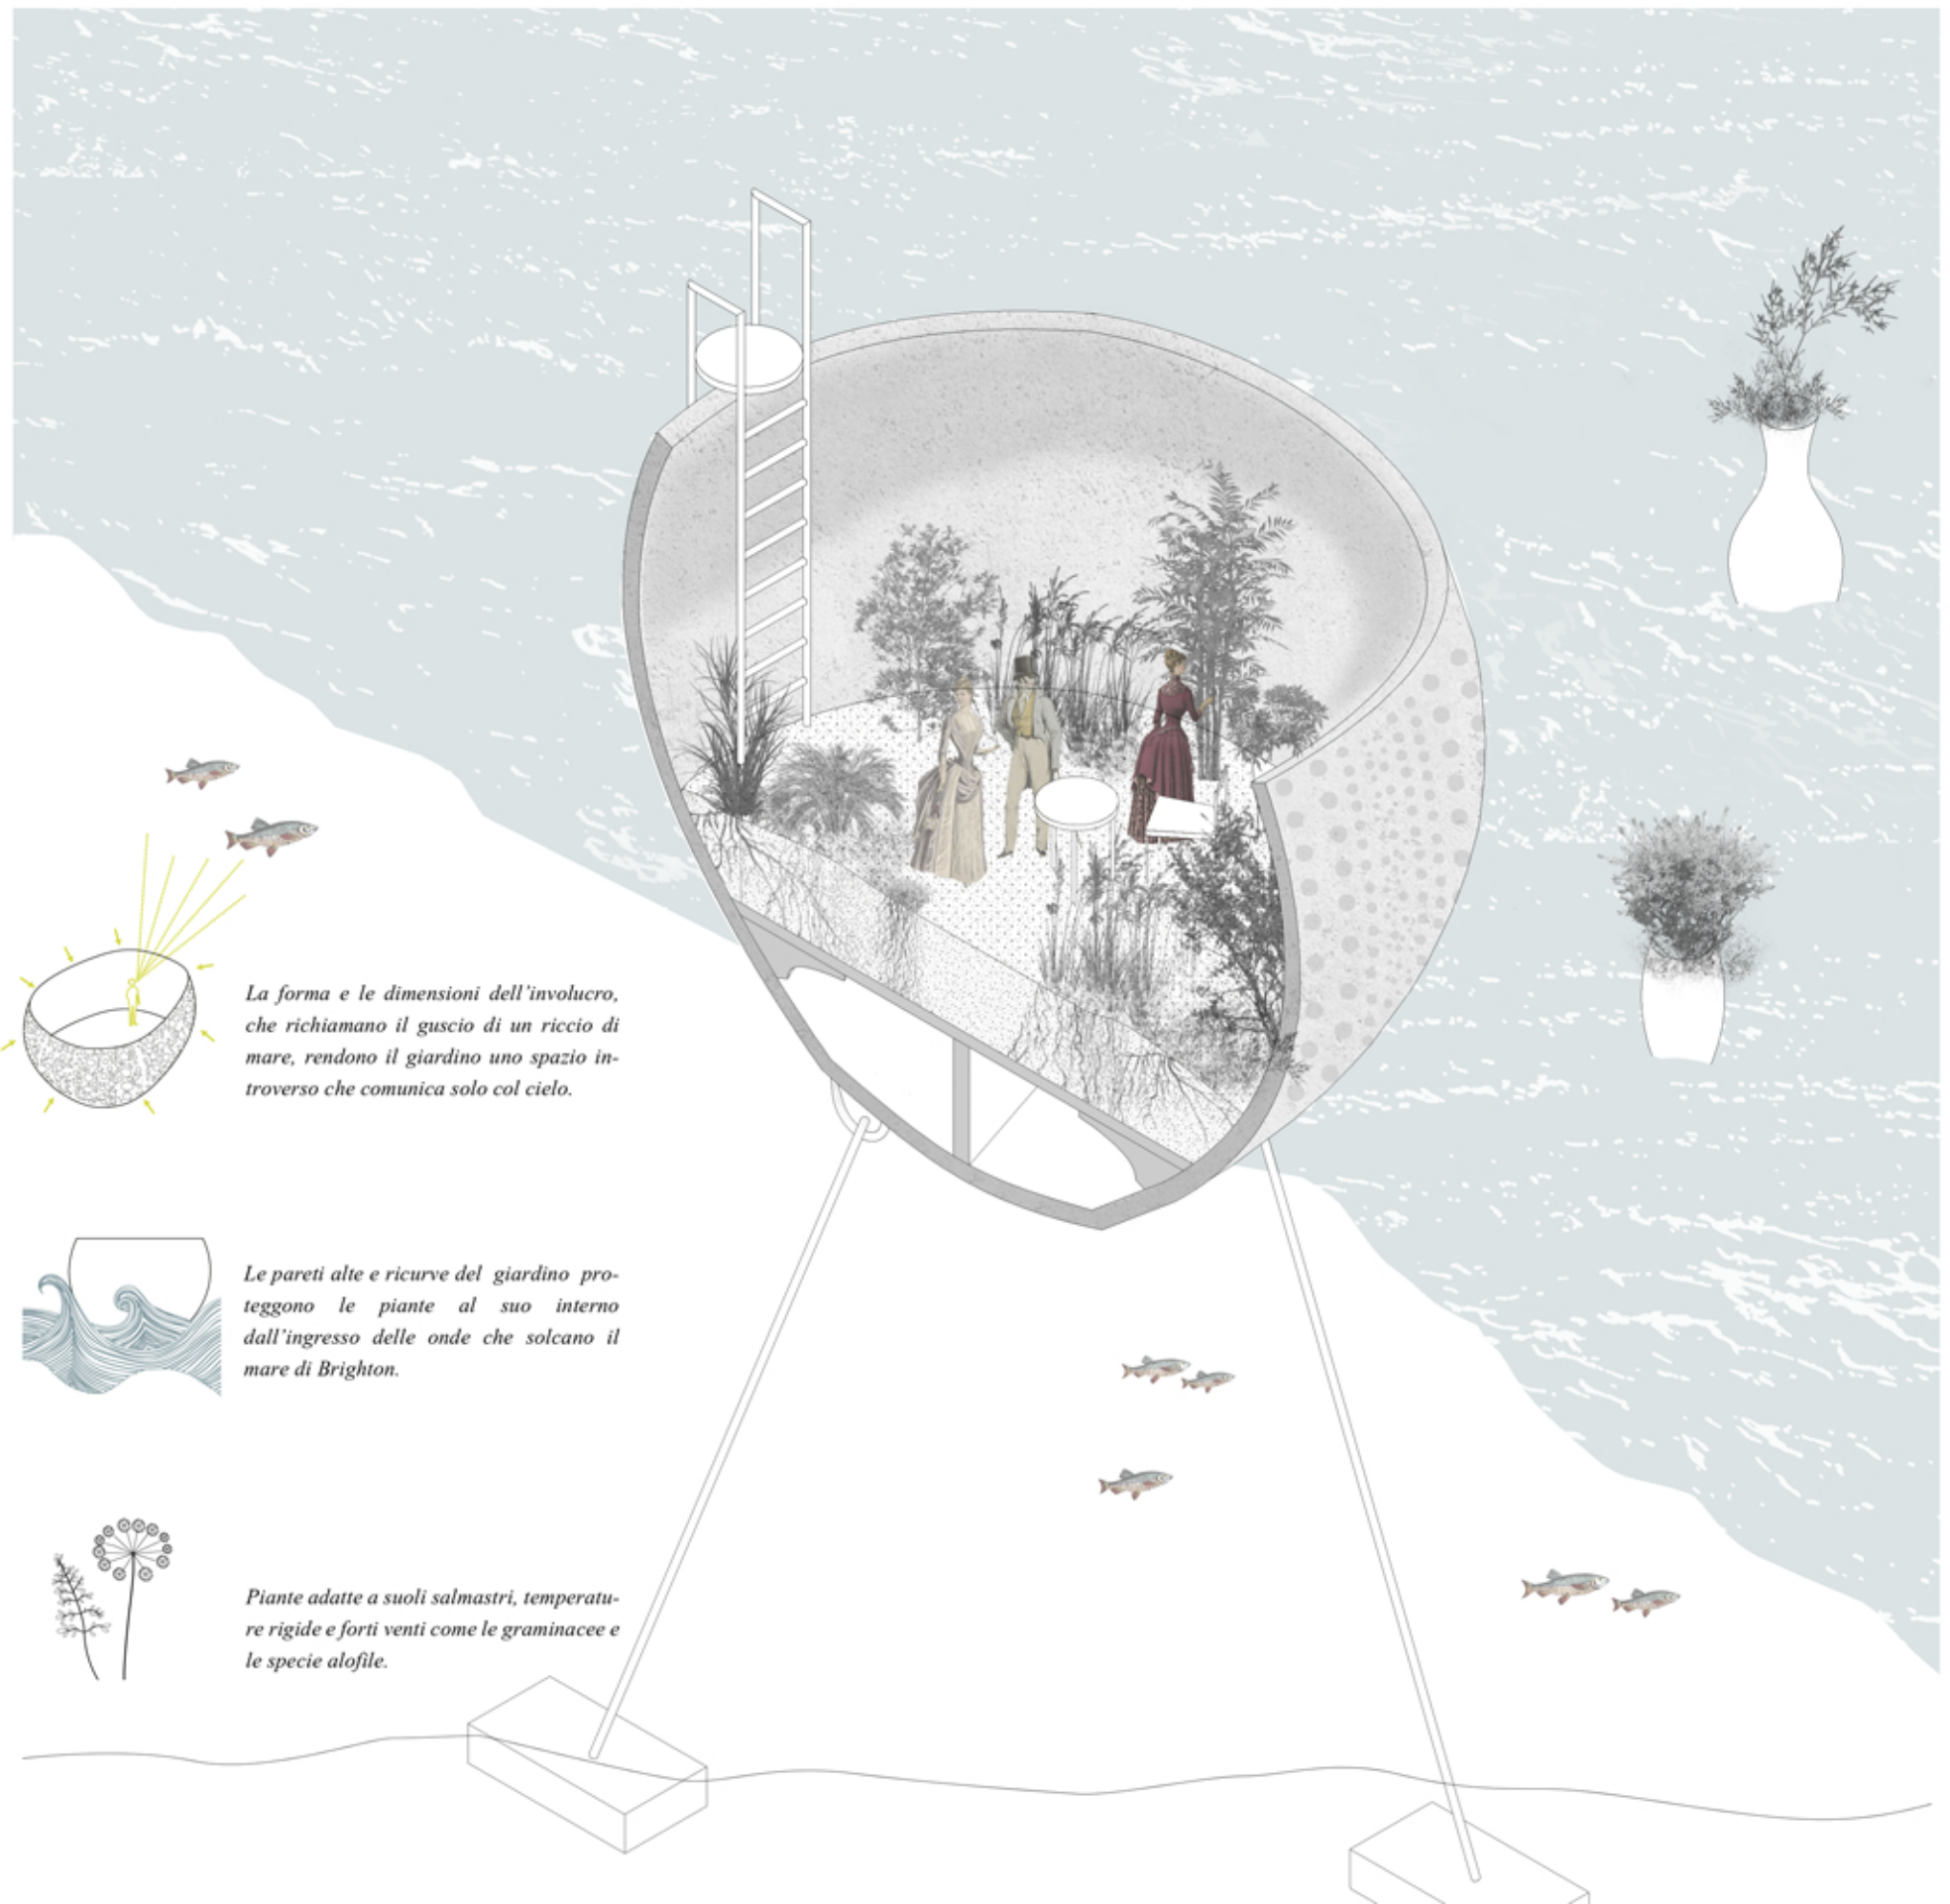 La forma e le dimensioni dell'involucro,
che richiamano il guscio di un riccio di
mare, rendono il giardino uno spazio in-
troverso che comunica solo col cielo.
Le pareti alte e ricurve del giardino pro-
teggono le piante al suo interno
dall'ingresso delle onde che solcano il
mare di Brighton.
Piante adatte a suoli salmastri, temperatu-
re rigide e forti venti come le graminacee e
le specie alofile.